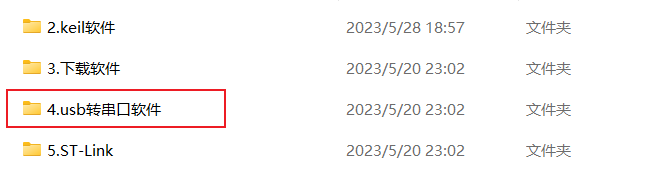 2.keil软件 2023/5/28 18:57 文件夹
3.下载软件 2023/5/20 23:02 文件夹
4.usb转串口软件 2023/5/20 23:02 文件夹
5.ST-Link 2023/5/20 23:02 文件夹